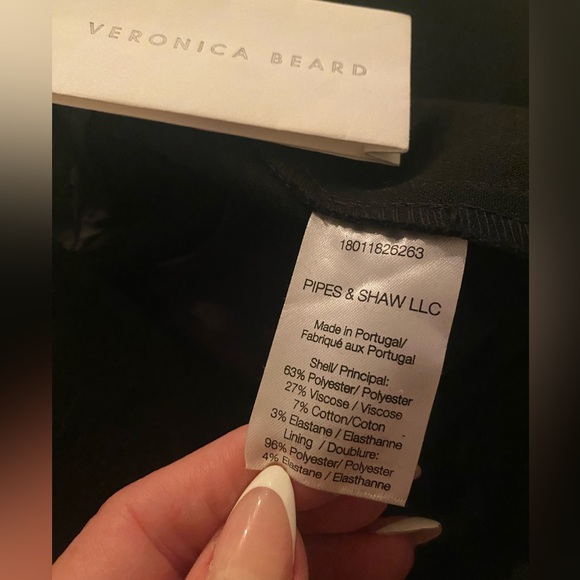 VERONICA BEARD
18011826263
PIPES & SHAW LLC
Made in Portugal/
Fabriqué aux Portugal
Shell/ Principal:
63% Polyester/ Polyester
27% Viscose / Viscose
7% Cotton/Coton
3% Elastane / Elasthanne
Lining / Doublure:
96% Polyester/ Polyester
4% Elastane / Elasthanne